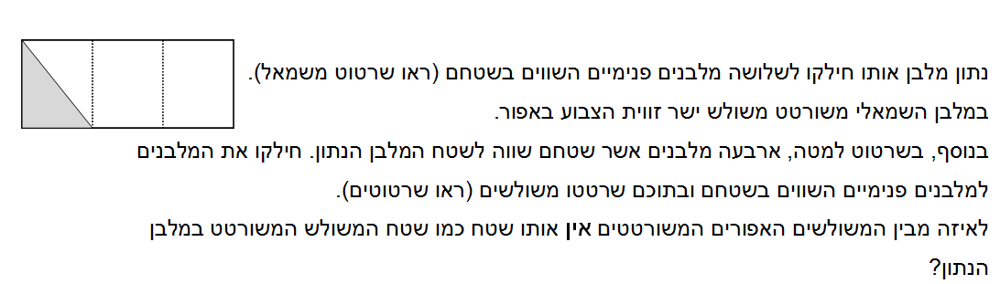 נתון מלבן אותו חילקו לשלושה מלבנים פנימיים השווים בשטחם (ראו שרטוט משמאל).
במלבן השמאלי משורטט משולש ישר זווית הצבוע באפור.
בנוסף, בשרטוט למטה, ארבעה מלבנים אשר שטחם שווה לשטח המלבן הנתון. חילקו את המלבנים
למלבנים פנימיים השווים בשטחם ובתוכם שרטטו משולשים (ראו שרטוטים).
לאיזה מבין המשולשים האפורים המשורטטים אין אותו שטח כמו שטח המשולש המשורטט במלבן
הנתון?